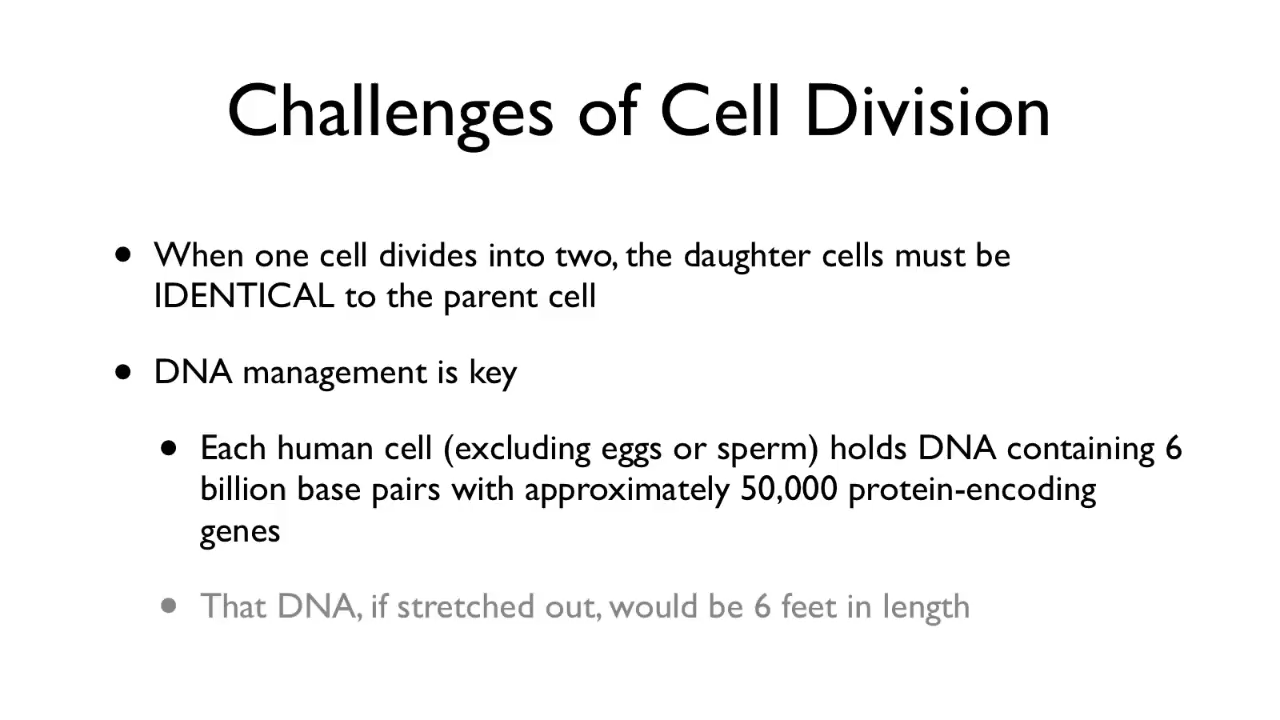 Challenges of Cell Division
• When one cell divides into two, the daughter cells must be
IDENTICAL to the parent cell
• DNA management is key
• Each human cell (excluding eggs or sperm) holds DNA containing 6
billion base pairs with approximately 50,000 protein-encoding
genes
• That DNA, if stretched out, would be 6 feet in length